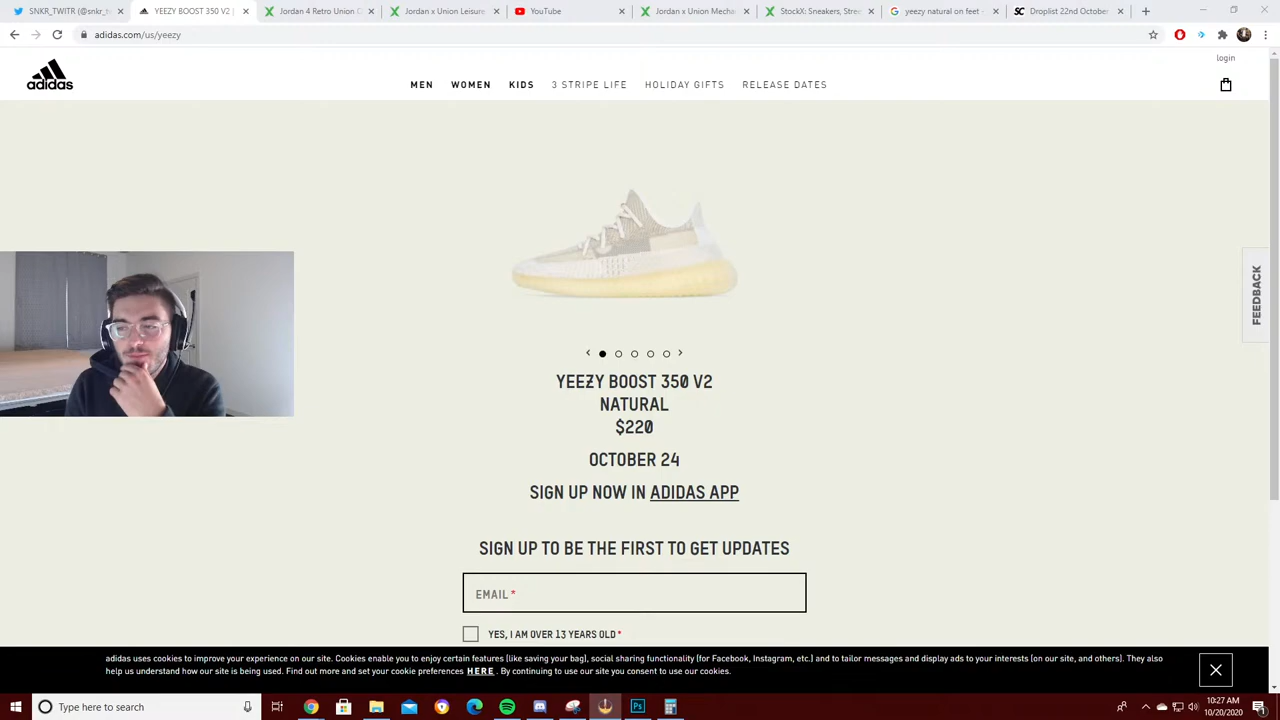 SNKR_TWITR (@snkr_tw
YEEZY BOOST 350 V2 |
Jordan 4 Retro Union D
Jordan x Union Leisure
YouTube
Jordan x Union Mech
StockX: Sneakers, Stree
yeezy natural on feet -
Droplist 22nd October
adidas.com/us/yeezy
login
adidas
MEN WOMEN KIDS 3 STRIPE LIFE HOLIDAY GIFTS RELEASE DATES
FEEDBACK
YEEZY BOOST 350 V2
NATURAL
$220
OCTOBER 24
SIGN UP NOW IN ADIDAS APP
SIGN UP TO BE THE FIRST TO GET UPDATES
EMAIL*
YES, I AM OVER 13 YEARS OLD*
adidas uses cookies to improve your experience on our site. Cookies enable you to enjoy certain features (like saving your bag), social sharing functionality (for Facebook, Instagram, etc.) and to tailor messages and display ads to your interests (on our site, and others). They also
help us understand how our site is being used. Find out more and set your cookie preferences HERE. By continuing to use our site you consent to use our cookies.
Type here to search
10:27 AM
10/20/2020